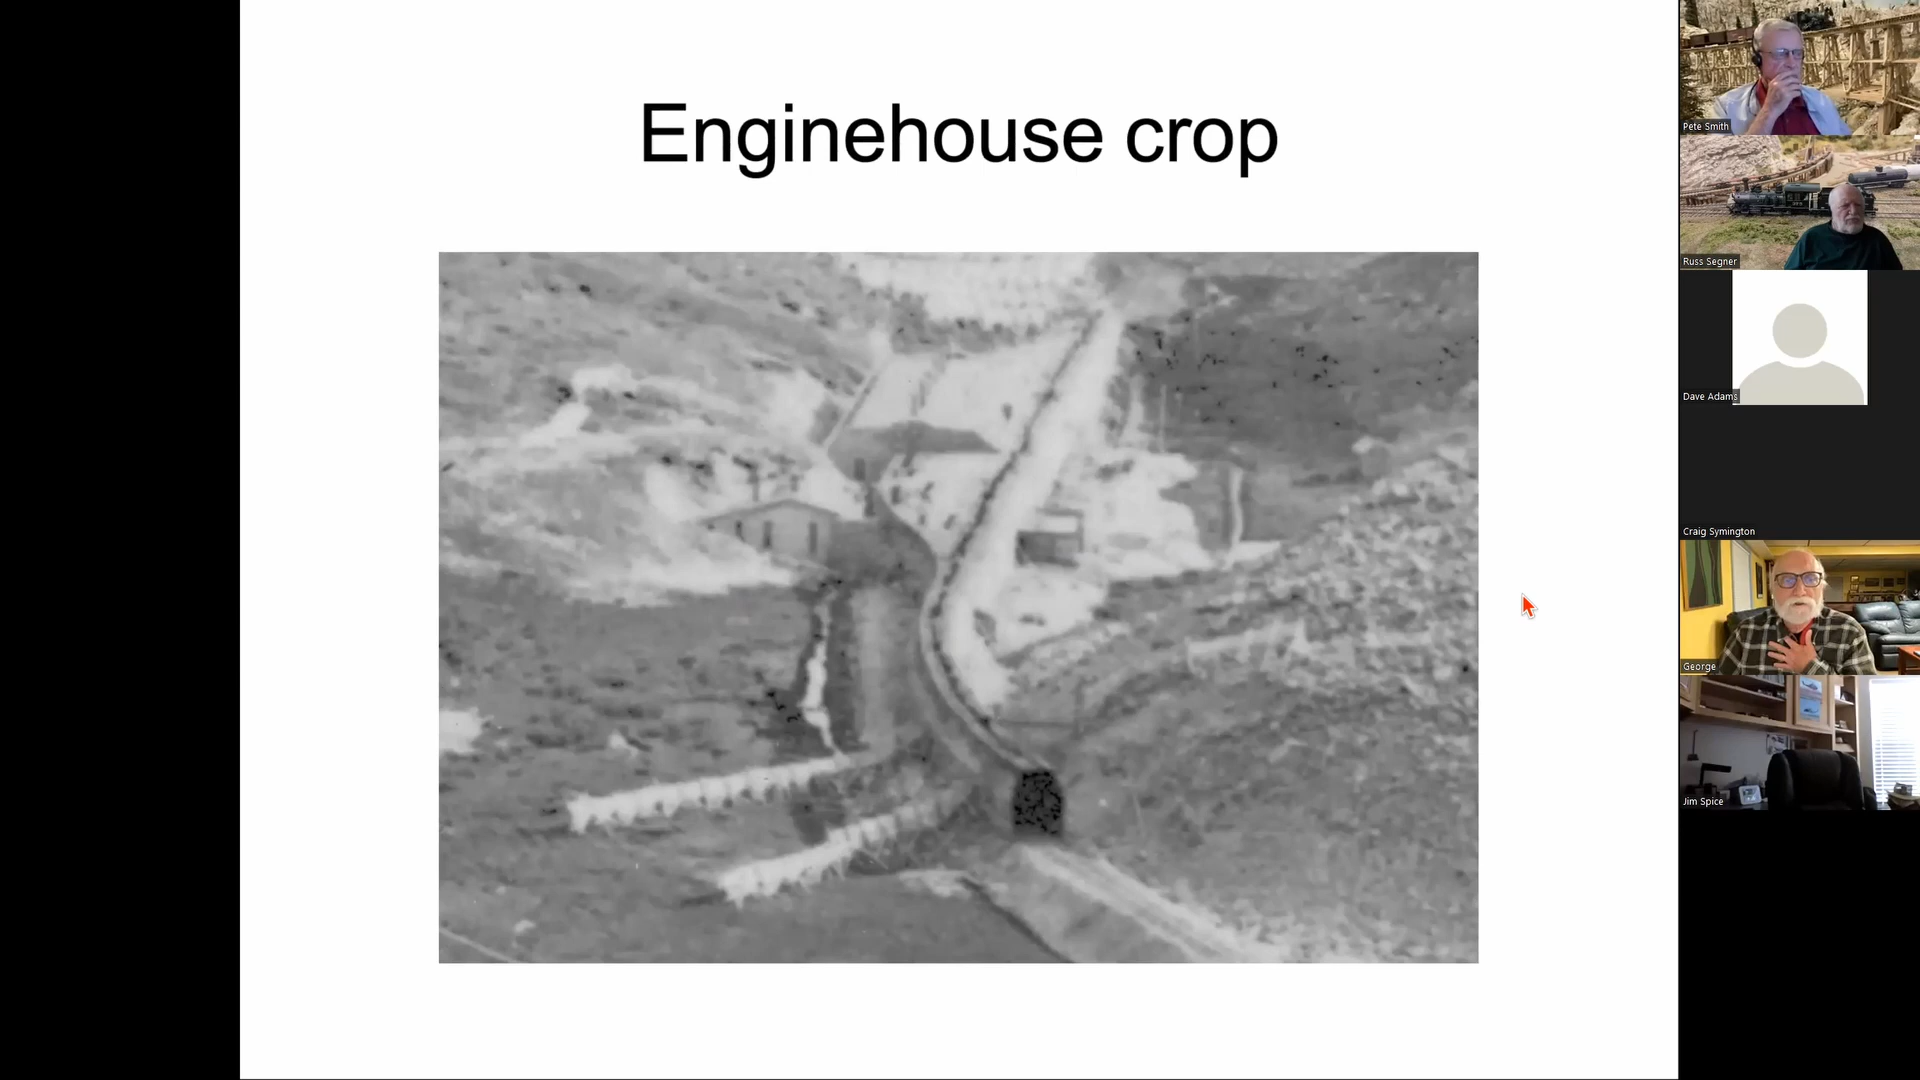 Enginehouse crop
Pete Smith
Russ Segner
Dave Adams
Craig Symington
George
Jim Spice